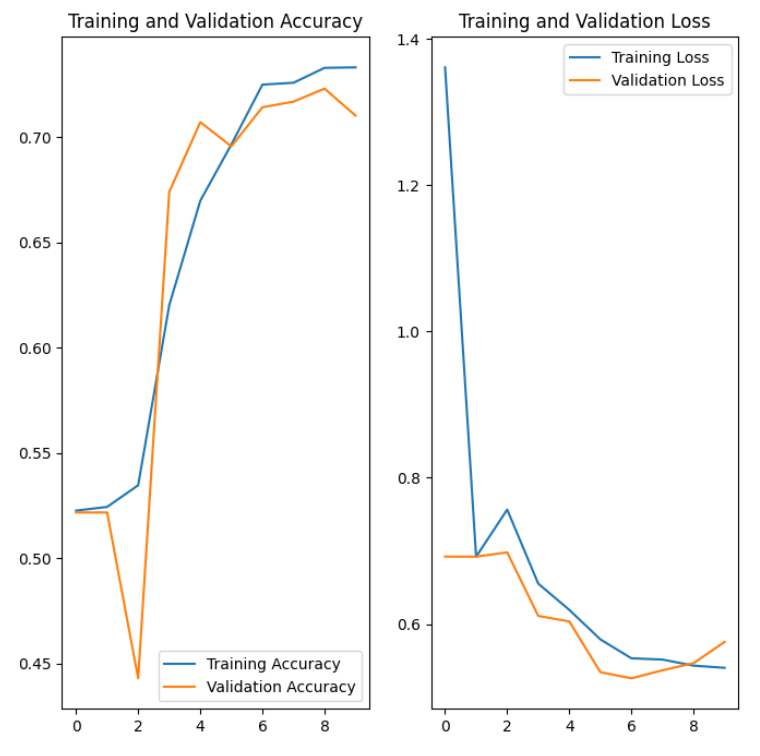 Training and Validation Accuracy
0.70
0.65
0.60
0.55
0.50
0.45
0 2 4 6 8
Training Accuracy
Validation Accuracy
Training and Validation Loss
1.4
1.2
1.0
0.8
0.6
0 2 4 6 8
Training Loss
Validation Loss